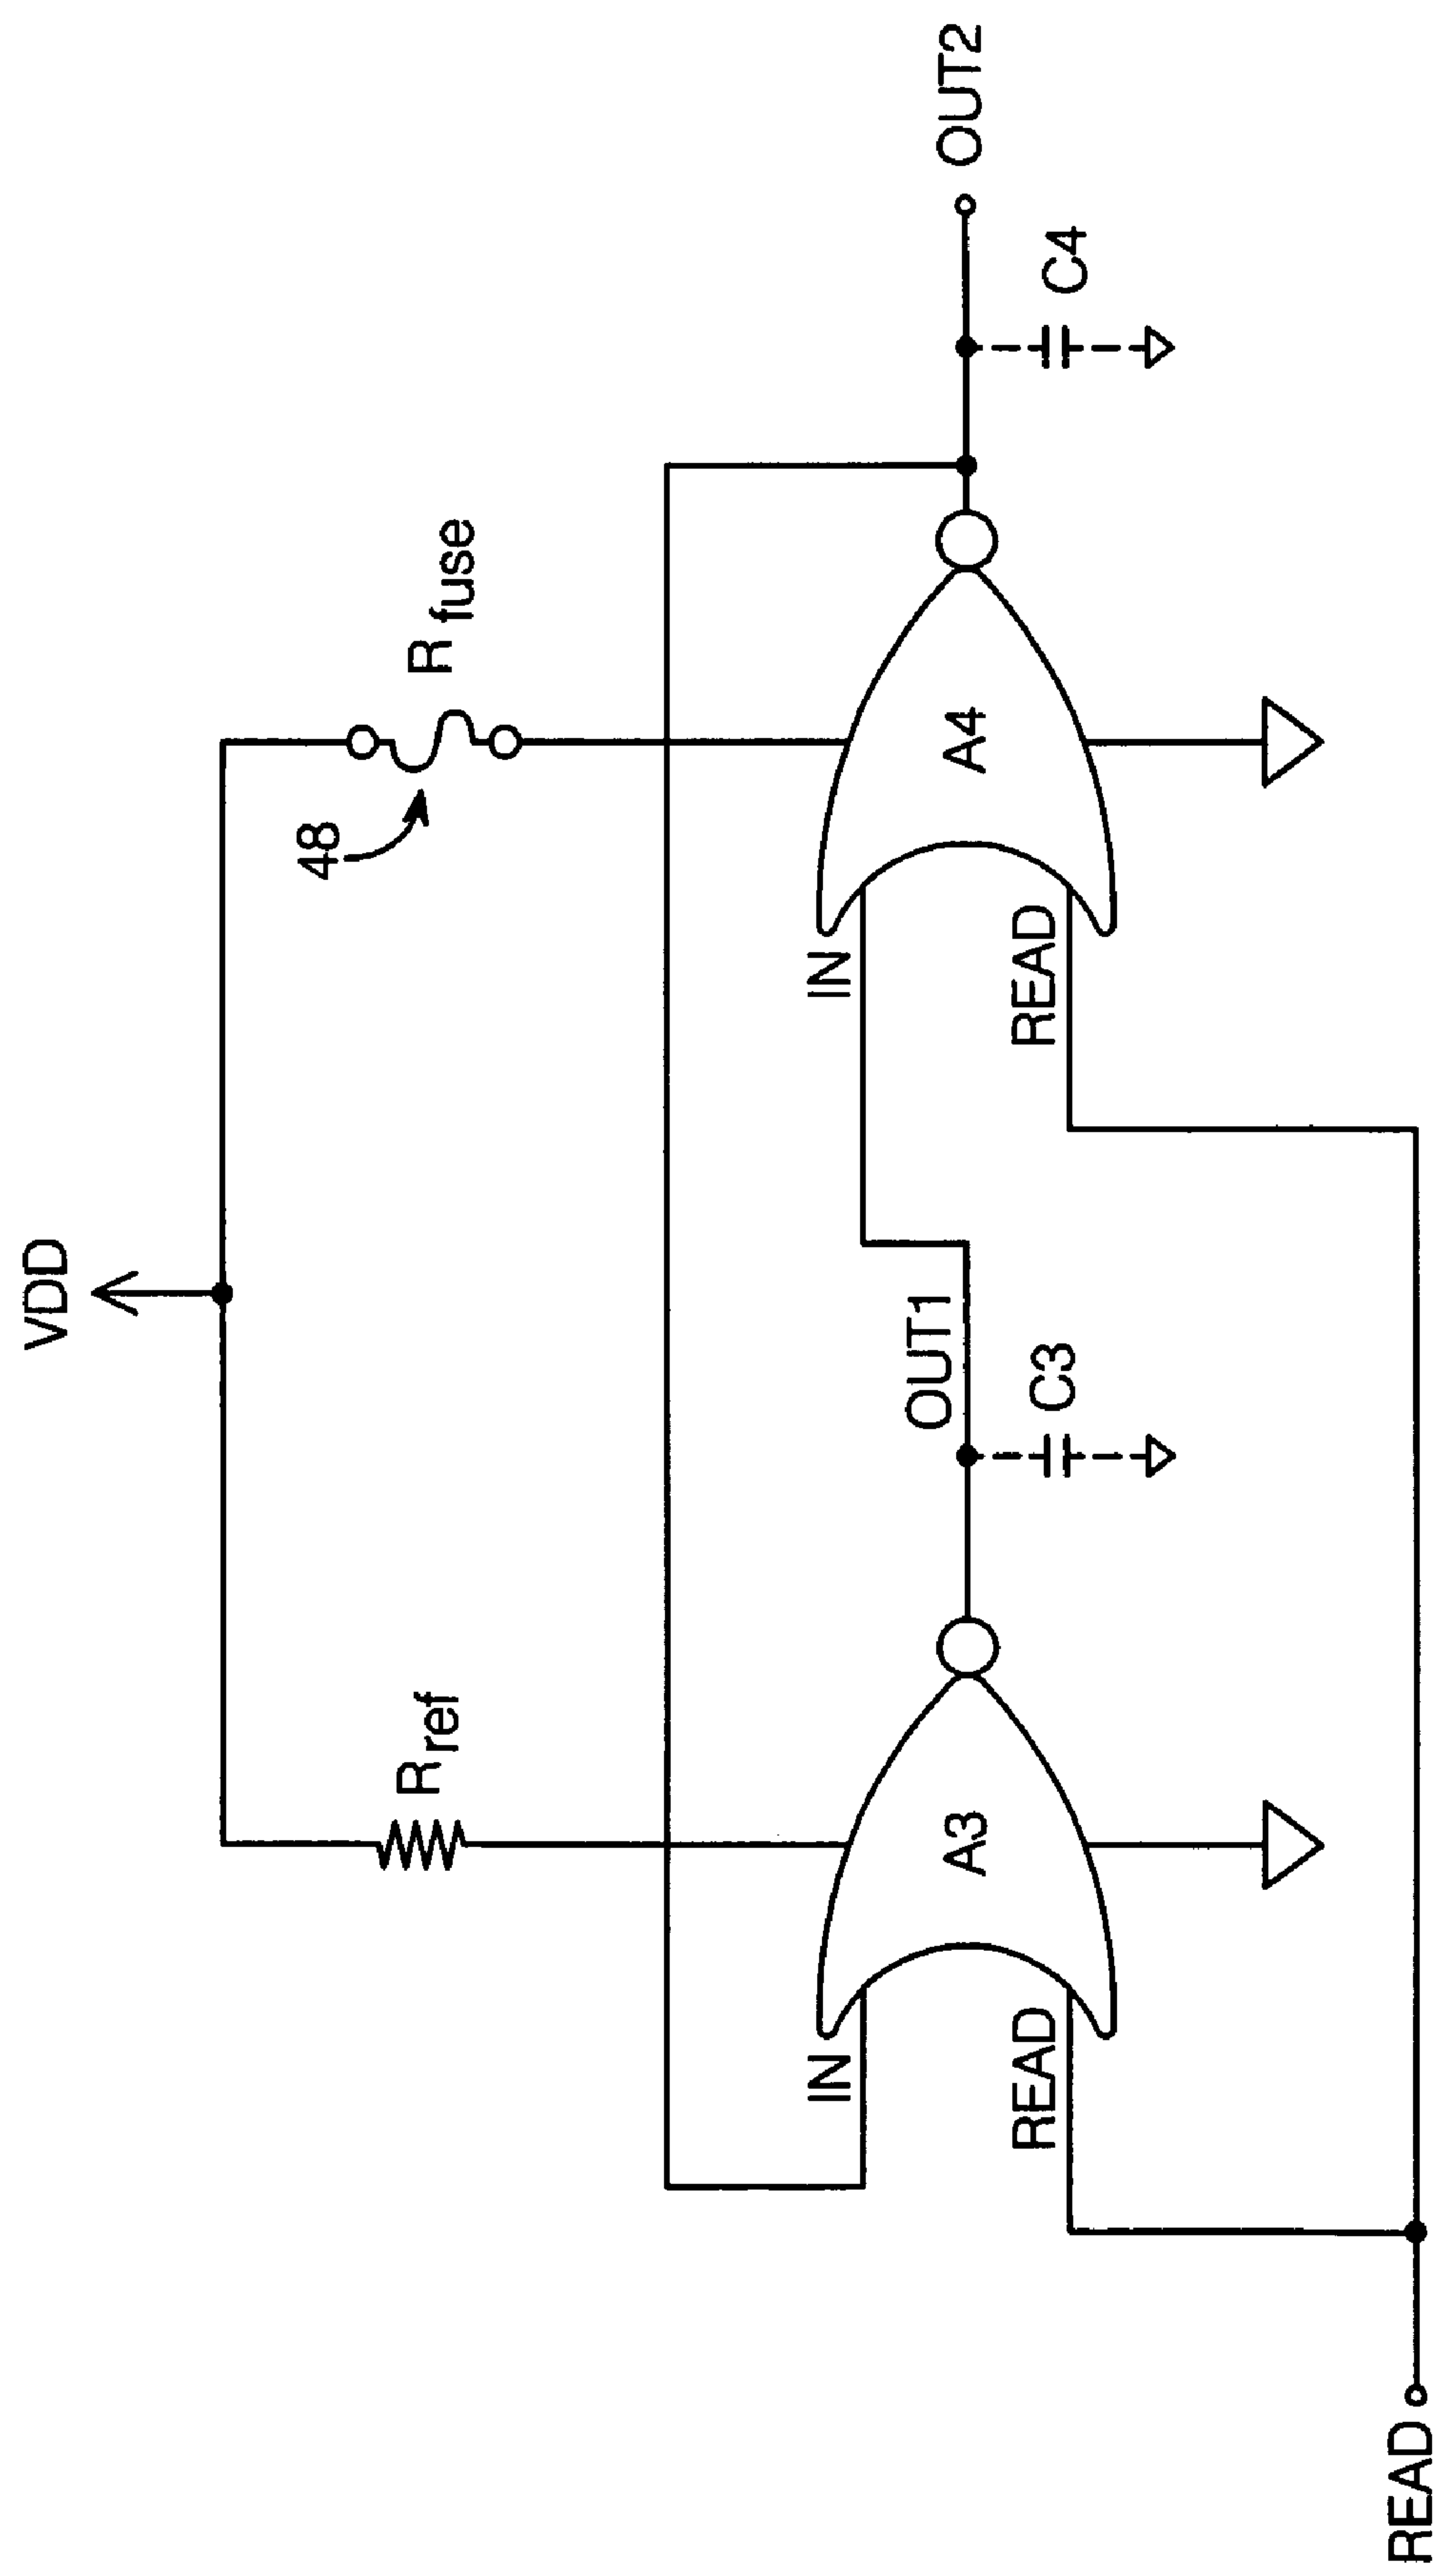 VDD
R ref
48
R fuse
IN
READ
A3
OUT1
C3
IN
READ
A4
OUT2
C4
READ